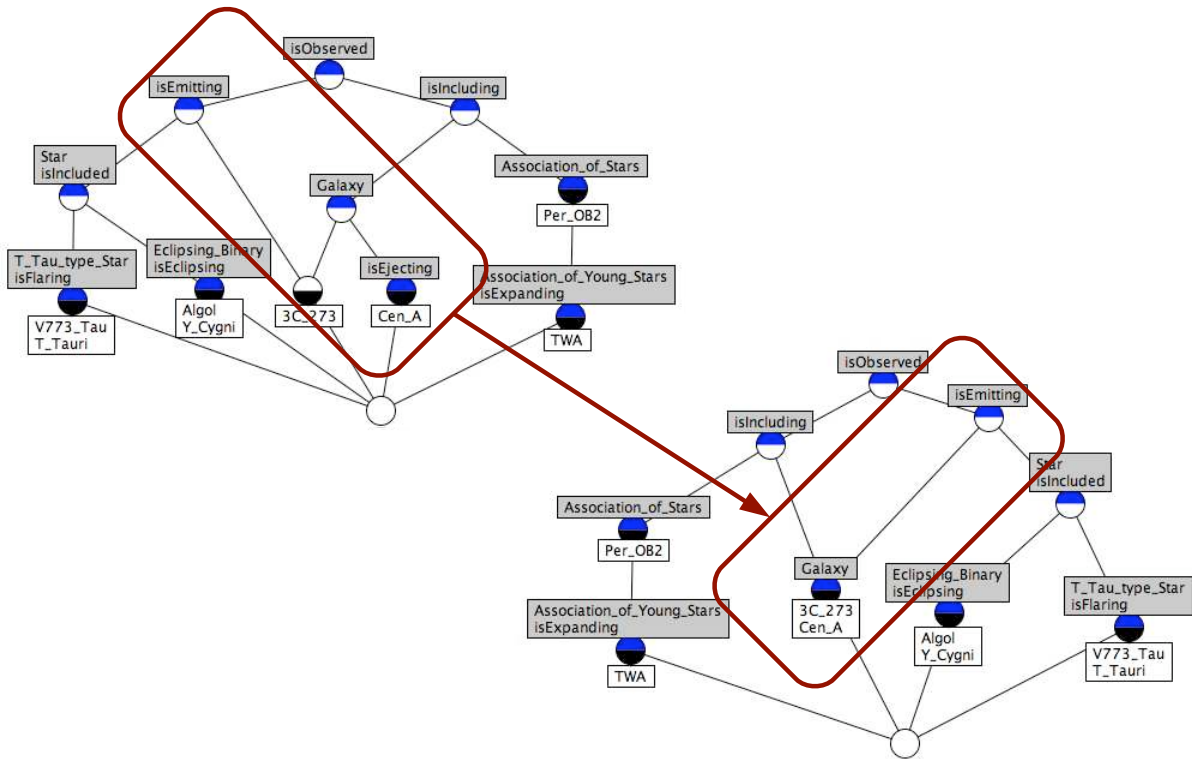 isObserved
isEmitting
isIncluding
Star
isIncluded
Association_of_Stars
Galaxy
Per_OB2
T_Tau_type_Star
isFlaring
Eclipsing_Binary
isEclipsing
isEjecting
Association_of_Young_Stars
isExpanding
Algol
Y_Cygni
3C_273
Cen_A
V773_Tau
T_Tauri
TWA
isObserved
isEmitting
isIncluding
Star
isIncluded
Association_of_Stars
Per_OB2
Galaxy
Eclipsing_Binary
isEclipsing
T_Tau_type_Star
isFlaring
Association_of_Young_Stars
isExpanding
3C_273
Cen_A
Algol
Y_Cygni
V773_Tau
T_Tauri
TWA